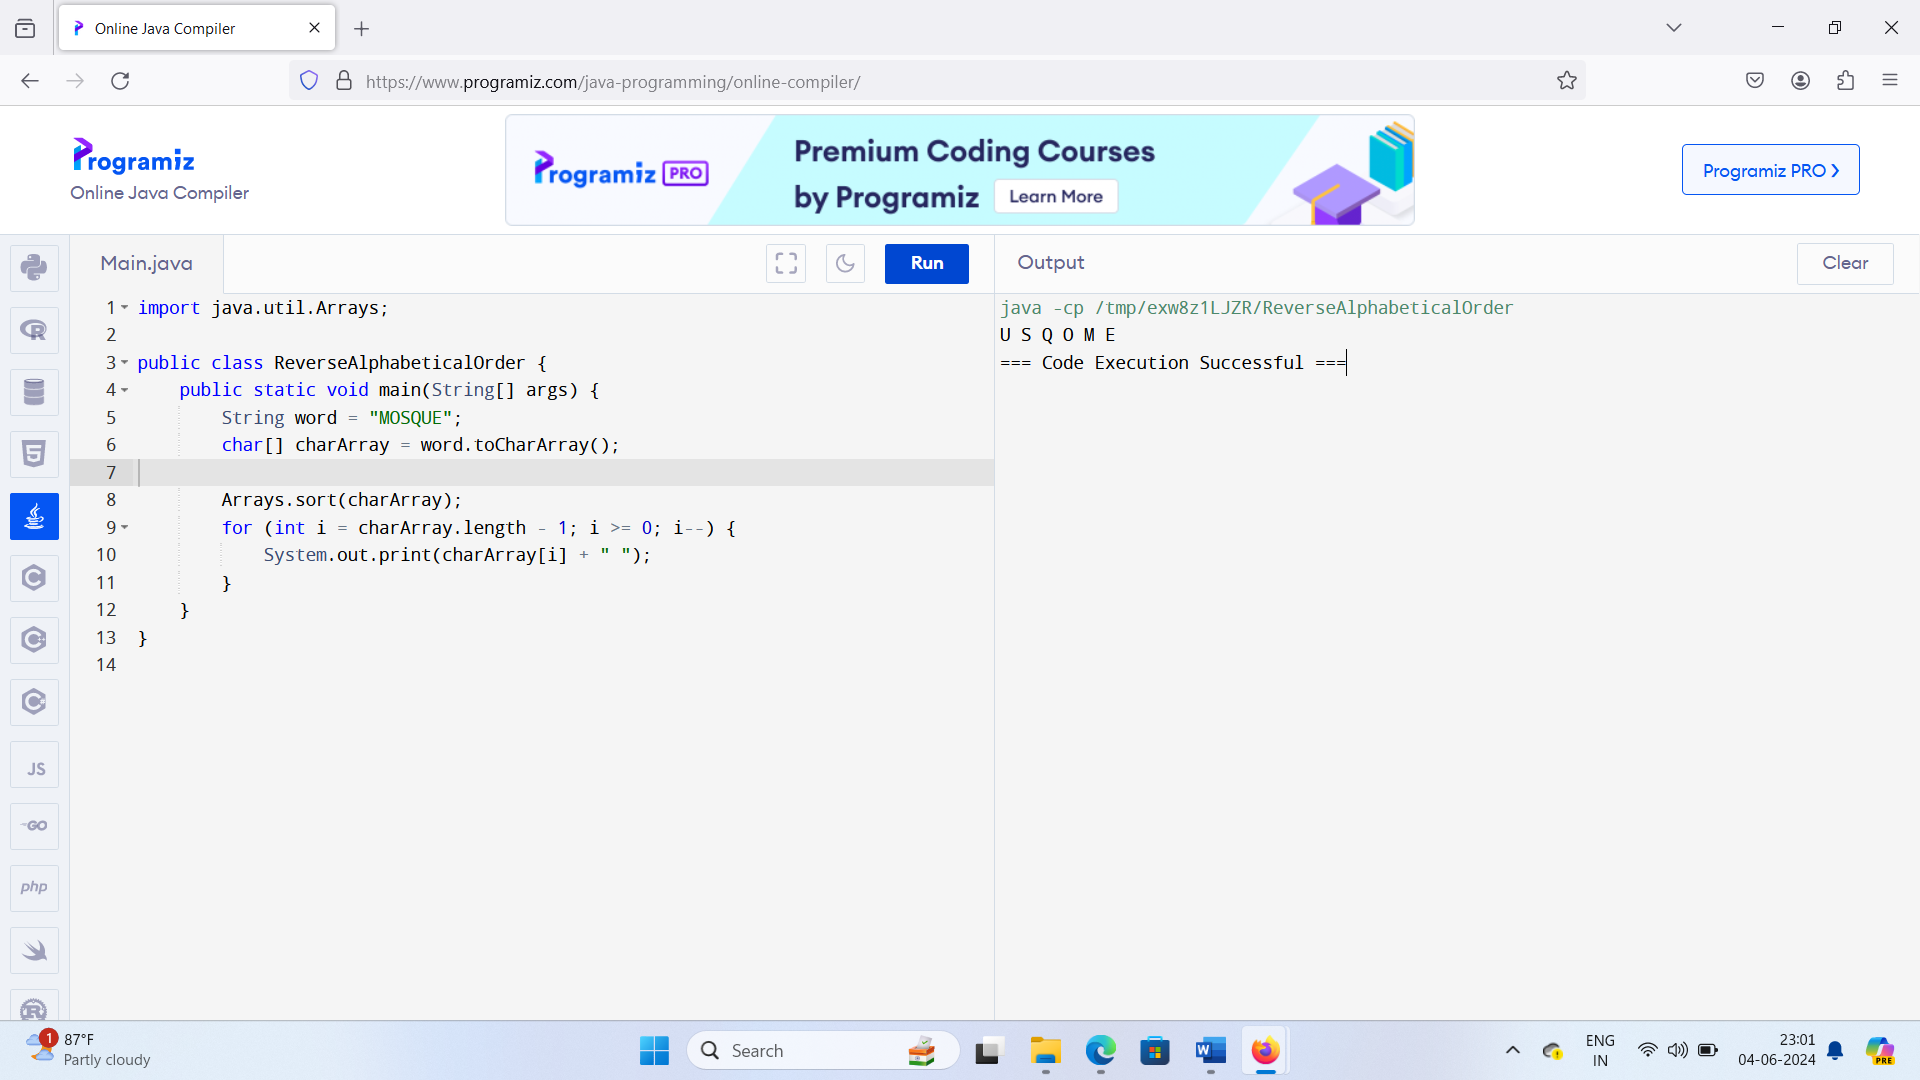 Online Java Compiler
https://www.programiz.com/java-programming/online-compiler/
Programiz
Online Java Compiler
Programiz PRO
Premium Coding Courses
by Programiz
Learn More
Programiz PRO ❯
Main.java
Run
1 import java.util.Arrays;
2
3 public class ReverseAlphabeticalOrder {
4     public static void main(String[] args) {
5         String word = "MOSQUE";
6         char[] charArray = word.toCharArray();
7
8         Arrays.sort(charArray);
9         for (int i = charArray.length - 1; i >= 0; i--) {
10             System.out.print(charArray[i] + " ");
11         }
12     }
13 }
14
Output
Clear
java -cp /tmp/exw8z1LJZR/ReverseAlphabeticalOrder
U S Q O M E
=== Code Execution Successful ===
R
5
C
C
C
JS
GO
php
R
1
87°F
Partly cloudy
Search
W
ENG
IN
23:01
04-06-2024
PRE